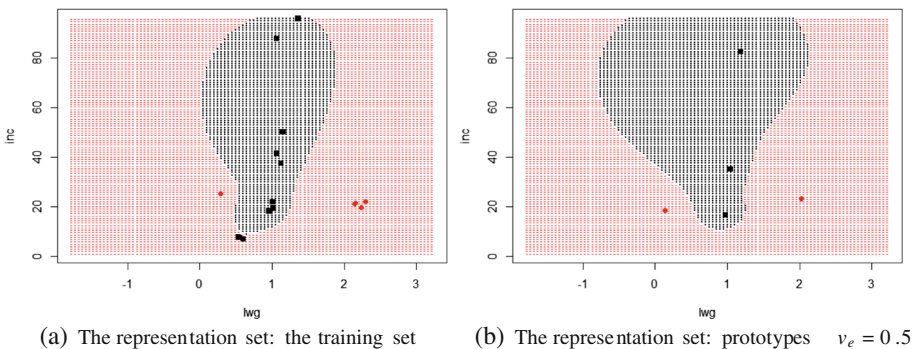 80
60
40
20
0
inc
-1 0 1 2 3
lwg
80
60
40
20
0
inc
-1 0 1 2 3
lwg
(a) The representation set: the training set
(b) The representation set: prototypes v_e = 0.5